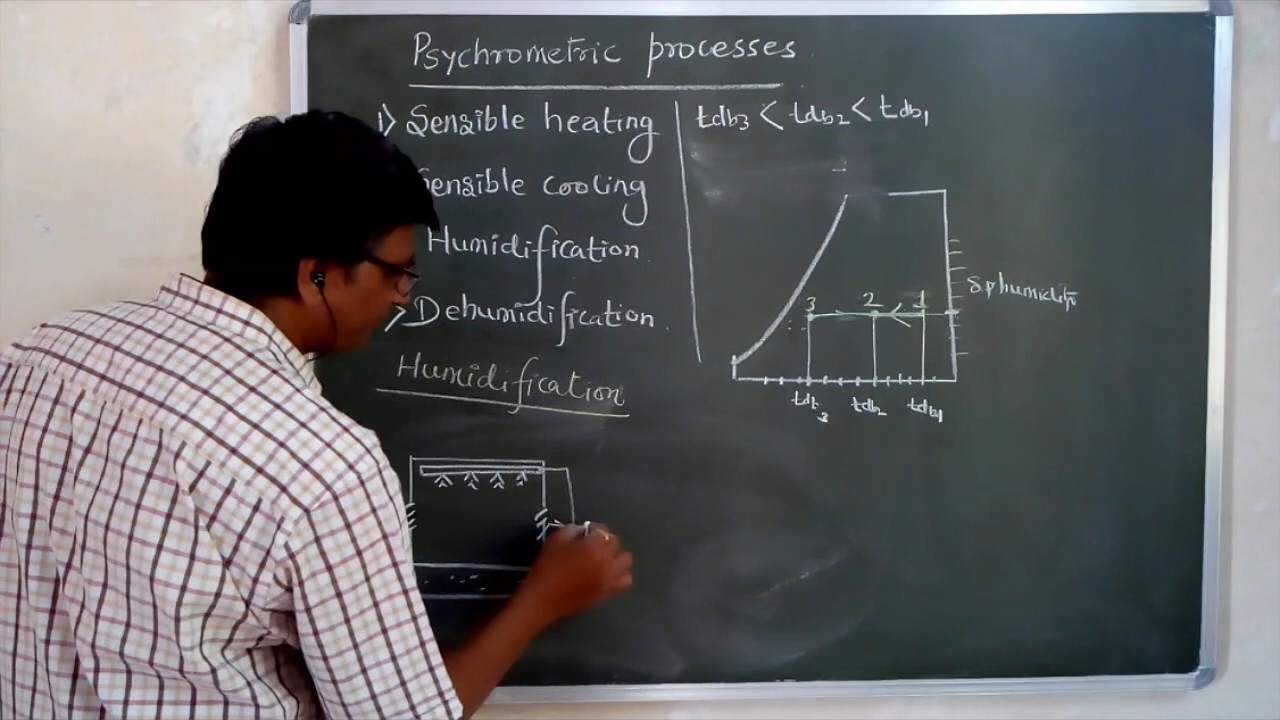 Psychrometric processes
1) Sensible heating
Sensible cooling
Humidification
Dehumidification
Humidification
tdb3 < tdb2 < tdb1
3 2 1
Sp humidity
tdb3 tdb2 tdb1